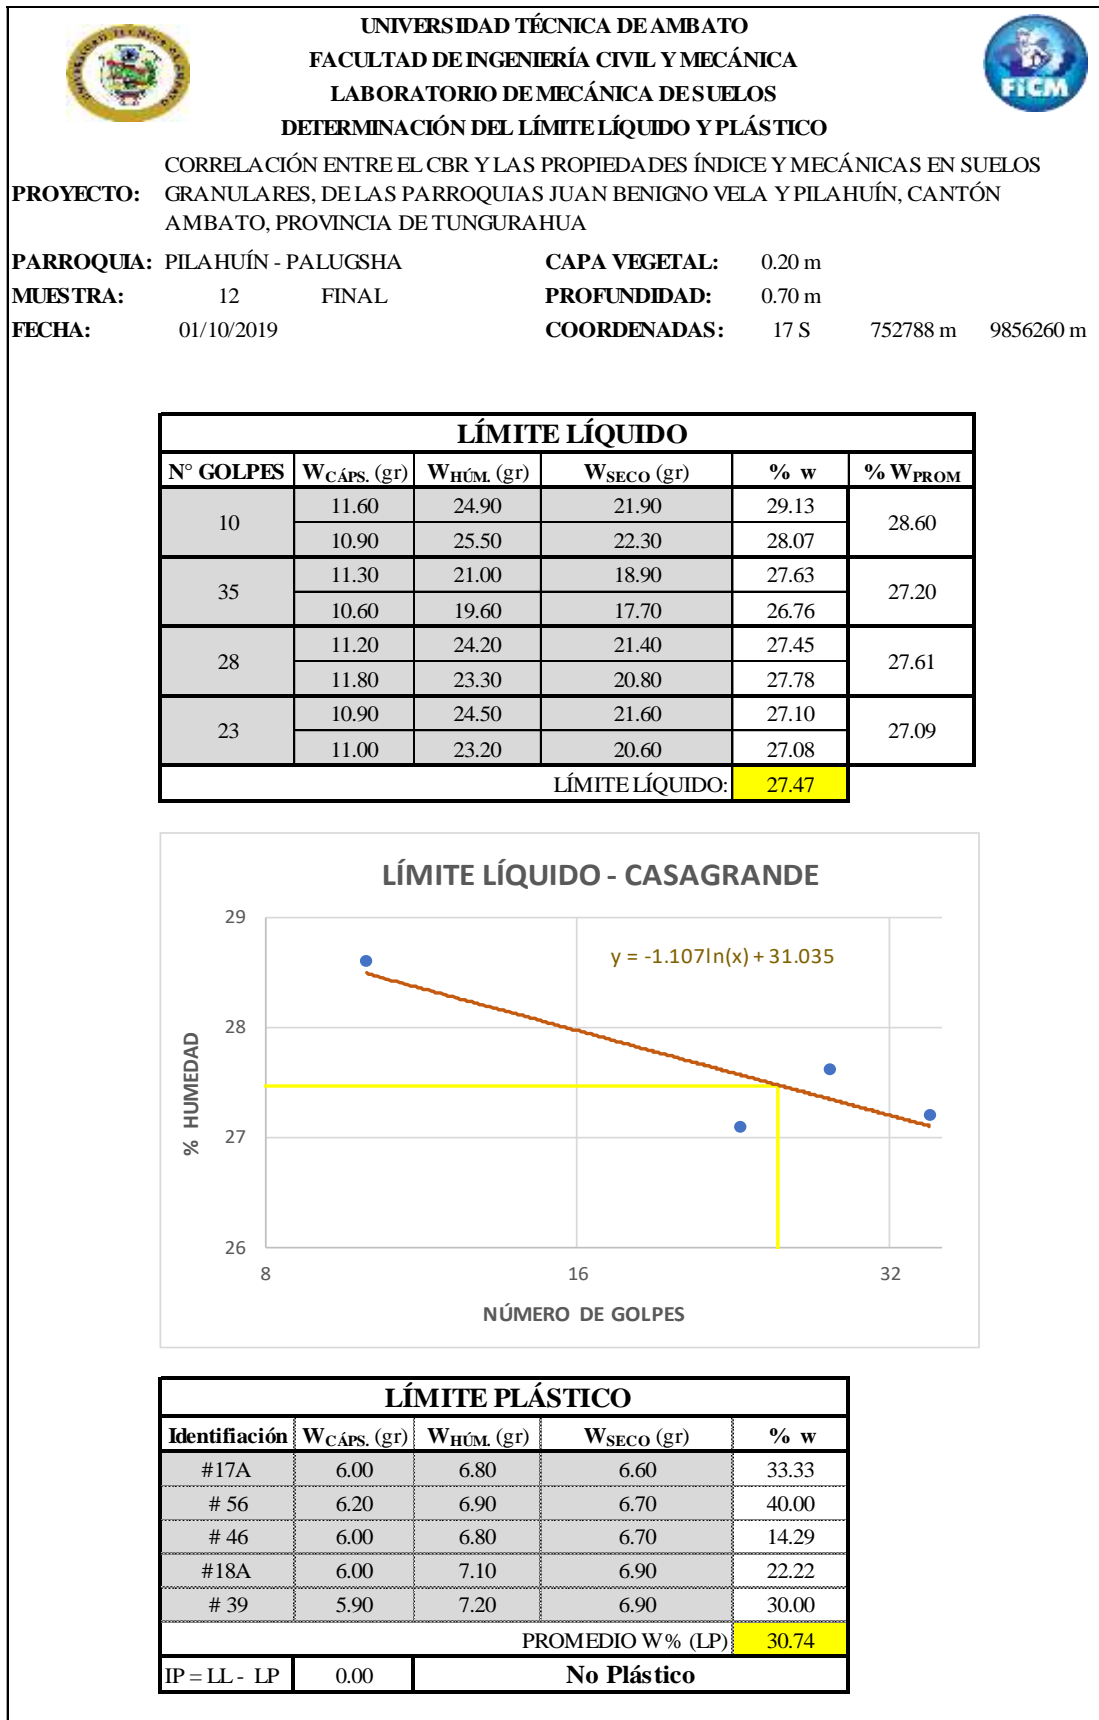 UNIVERSIDAD TÉCNICA DE AMBATO
FACULTAD DE INGENIERÍA CIVIL Y MECÁNICA
LABORATORIO DE MECÁNICA DE SUELOS
DETERMINACIÓN DEL LÍMITE LÍQUIDO Y PLÁSTICO
FICM
PROYECTO: CORRELACIÓN ENTRE EL CBR Y LAS PROPIEDADES ÍNDICE Y MECÁNICAS EN SUELOS
GRANULARES, DE LAS PARROQUIAS JUAN BENIGNO VELA Y PILAHUÍN, CANTÓN
AMBATO, PROVINCIA DE TUNGURAHUA
PARROQUIA: PILAHUÍN - PALUGSHA CAPA VEGETAL: 0.20 m
MUESTRA: 12 FINAL PROFUNDIDAD: 0.70 m
FECHA: 01/10/2019 COORDENADAS: 17 S 752788 m 9856260 m
LÍMITE LÍQUIDO
N° GOLPES W CÁPS. (gr) W HÚM. (gr) W SECO (gr) % w % W PROM
10 11.60 24.90 21.90 29.13 28.60
10.90 25.50 22.30 28.07
35 11.30 21.00 18.90 27.63 27.20
10.60 19.60 17.70 26.76
28 11.20 24.20 21.40 27.45 27.61
11.80 23.30 20.80 27.78
23 10.90 24.50 21.60 27.10 27.09
11.00 23.20 20.60 27.08
LÍMITE LÍQUIDO: 27.47
LÍMITE LÍQUIDO - CASAGRANDE
y = -1.107ln(x) + 31.035
% HUMEDAD
29
28
27
26
8 16 32
NÚMERO DE GOLPES
LÍMITE PLÁSTICO
Identifiación W CÁPS. (gr) W HÚM. (gr) W SECO (gr) % w
#17A 6.00 6.80 6.60 33.33
# 56 6.20 6.90 6.70 40.00
# 46 6.00 6.80 6.70 14.29
#18A 6.00 7.10 6.90 22.22
# 39 5.90 7.20 6.90 30.00
PROMEDIO W% (LP) 30.74
IP = LL - LP 0.00 No Plástico